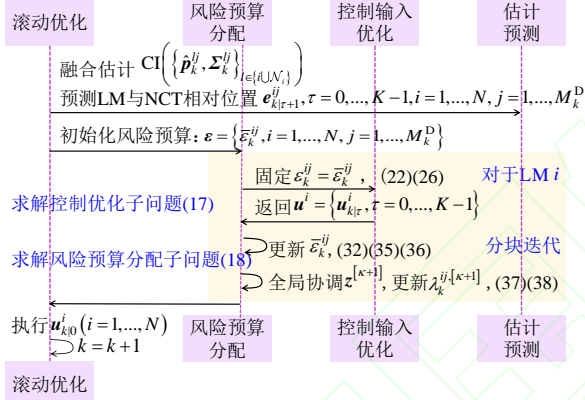 滚动优化
风险预算
分配
控制输入
优化
估计
预测
融合估计 CI({p̂_k^{lj}, Σ_k^{lj}}_{l∈{i∪N_i}})
预测LM与NCT相对位置 e_{k|τ+1}^{ij}, τ=0,..., K−1, i=1,..., N, j=1,..., M_k^D
初始化风险预算: ε={ε̄_k^{ij}, i=1,..., N, j=1,..., M_k^D}
固定 ε_k^{ij}=ε̄_k^{ij} ， (22)(26)
对于LM i
求解控制优化子问题(17)
返回 u^i={u_{k|τ}^i, τ=0,..., K−1}
更新 ε̄_k^{ij}, (32)(35)(36)
分块迭代
求解风险预算分配子问题(18)
全局协调 z^{[κ+1]}, 更新 λ_k^{ij,[κ+1]} , (37)(38)
执行 u_{k|0}^i (i=1,..., N)
k=k+1
滚动优化
风险预算
分配
控制输入
优化
估计
预测